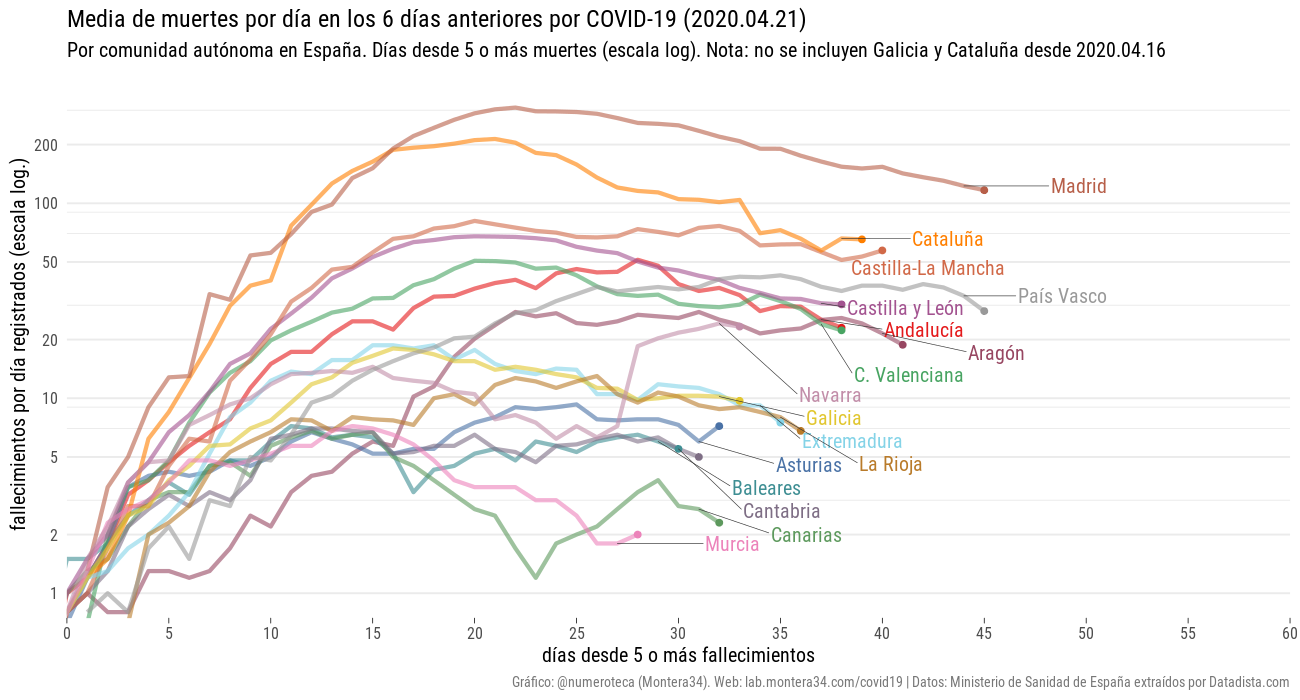 Media de muertes por día en los 6 días anteriores por COVID-19 (2020.04.21)
Por comunidad autónoma en España. Días desde 5 o más muertes (escala log). Nota: no se incluyen Galicia y Cataluña desde 2020.04.16
fallecimientos por día registrados (escala log.)
200
100
50
20
10
5
2
1
Madrid
Cataluña
Castilla-La Mancha
País Vasco
Castilla y León
Andalucía
Aragón
C. Valenciana
Navarra
Galicia
Extremadura
La Rioja
Asturias
Baleares
Cantabria
Canarias
Murcia
0 5 10 15 20 25 30 35 40 45 50 55 60
días desde 5 o más fallecimientos
Gráfico: @numeroteca (Montera34). Web: lab.montera34.com/covid19 | Datos: Ministerio de Sanidad de España extraídos por Datadista.com